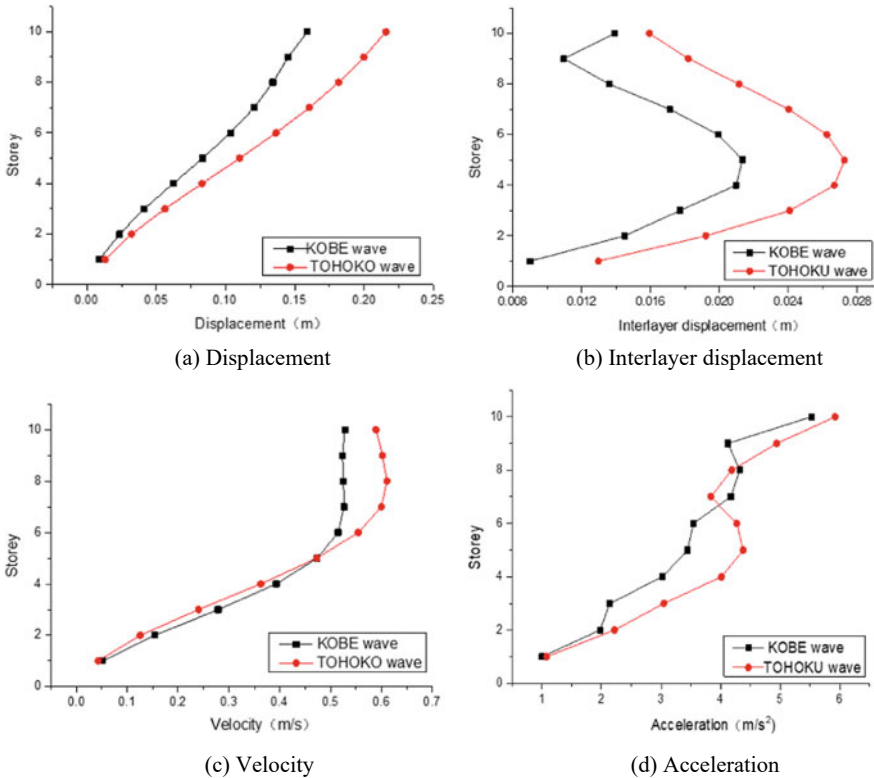 10
8
6
4
2
0
Storey
KOBE wave
TOHOKO wave
0.00 0.05 0.10 0.15 0.20 0.25
Displacement（m）
(a) Displacement
10
8
6
4
2
0
Storey
KOBE wave
TOHOKU wave
0.008 0.012 0.016 0.020 0.024 0.028
Interlayer displacement（m）
(b) Interlayer displacement
10
8
6
4
2
0
Storey
KOBE wave
TOHOKO wave
0.0 0.1 0.2 0.3 0.4 0.5 0.6 0.7
Velocity（m/s）
(c) Velocity
10
8
6
4
2
0
Storey
KOBE wave
TOHOKU wave
1 2 3 4 5 6
Acceleration（m/s²）
(d) Acceleration